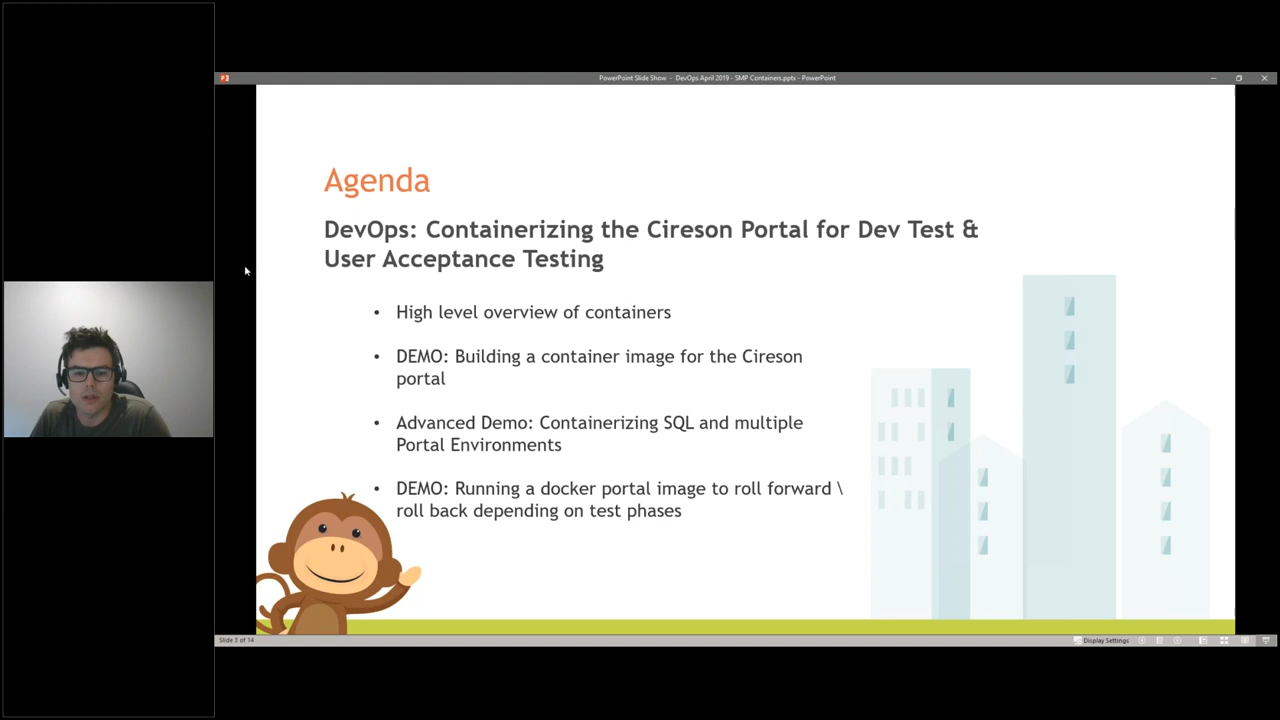 PowerPoint Slide Show - DevOps April 2019 - SMP Containers.pptx - PowerPoint
Agenda
DevOps: Containerizing the Cireson Portal for Dev Test &
User Acceptance Testing
• High level overview of containers
• DEMO: Building a container image for the Cireson
portal
• Advanced Demo: Containerizing SQL and multiple
Portal Environments
• DEMO: Running a docker portal image to roll forward \
roll back depending on test phases
Slide 3 of 14
Display Settings